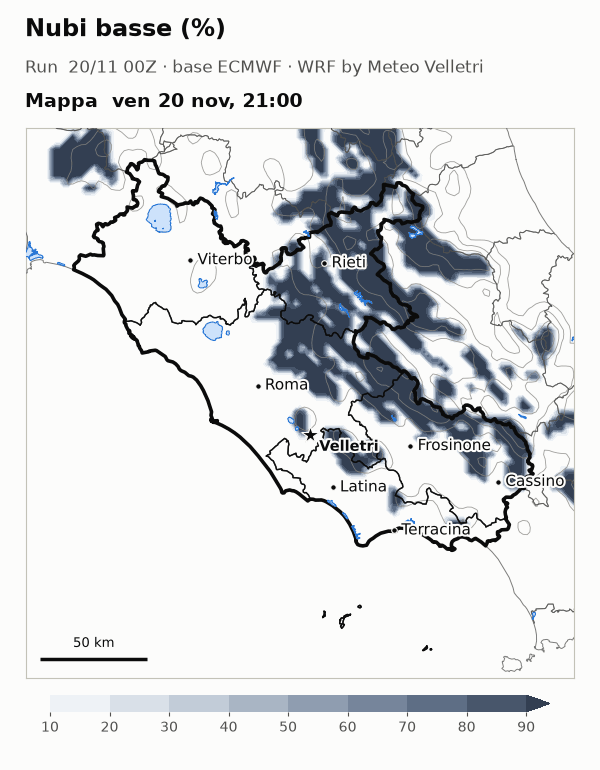 Nubi basse (%)
Run  20/11 00Z · base ECMWF · WRF by Meteo Velletri
Mappa  ven 20 nov, 21:00
Viterbo
Rieti
Roma
Velletri
Frosinone
Latina
Cassino
Terracina
50 km
10 20 30 40 50 60 70 80 90